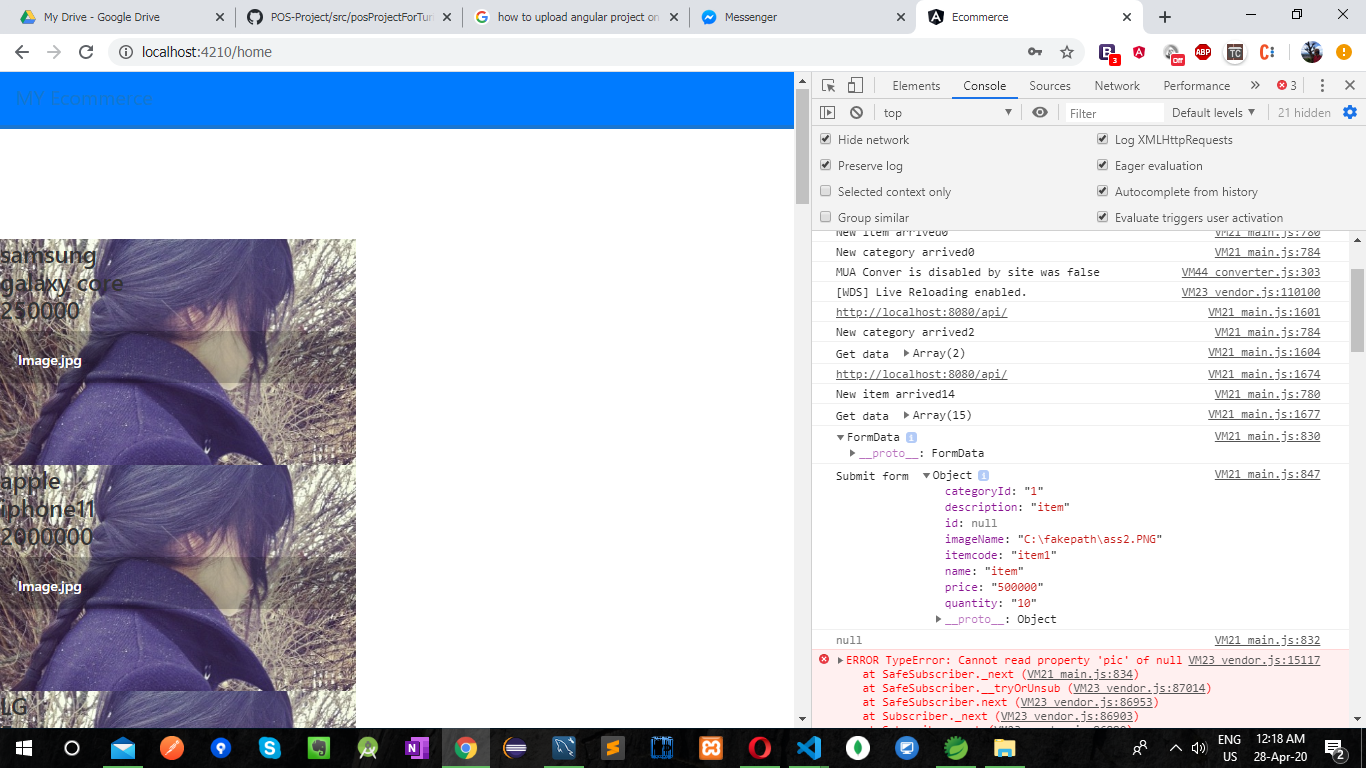 My Drive - Google Drive
POS-Project/src/posProjectForTur
how to upload angular project on
Messenger
Ecommerce
localhost:4210/home
3
Off
ABP
TC
MY Ecommerce
samsung
galaxy core
250000
Image.jpg
apple
iphone11
2000000
Image.jpg
LG
Elements
Console
Sources
Network
Performance
3
top
Filter
Default levels
21 hidden
Hide network
Log XMLHttpRequests
Preserve log
Eager evaluation
Selected context only
Autocomplete from history
Group similar
Evaluate triggers user activation
New item arrived0 VM21 main.js:780
New category arrived0 VM21 main.js:784
MUA Conver is disabled by site was false VM44 converter.js:303
[WDS] Live Reloading enabled. VM23 vendor.js:110100
http://localhost:8080/api/ VM21 main.js:1601
New category arrived2 VM21 main.js:784
Get data Array(2) VM21 main.js:1604
http://localhost:8080/api/ VM21 main.js:1674
New item arrived14 VM21 main.js:780
Get data Array(15) VM21 main.js:1677
FormData VM21 main.js:830
__proto__: FormData
Submit form Object VM21 main.js:847
categoryId: "1"
description: "item"
id: null
imageName: "C:\fakepath\ass2.PNG"
itemcode: "item1"
name: "item"
price: "500000"
quantity: "10"
__proto__: Object
null VM21 main.js:832
ERROR TypeError: Cannot read property 'pic' of null VM23 vendor.js:15117
at SafeSubscriber._next (VM21 main.js:834)
at SafeSubscriber.__tryOrUnsub (VM23 vendor.js:87014)
at SafeSubscriber.next (VM23 vendor.js:86953)
at Subscriber._next (VM23 vendor.js:86903)
ENG
US
12:18 AM
28-Apr-20
2